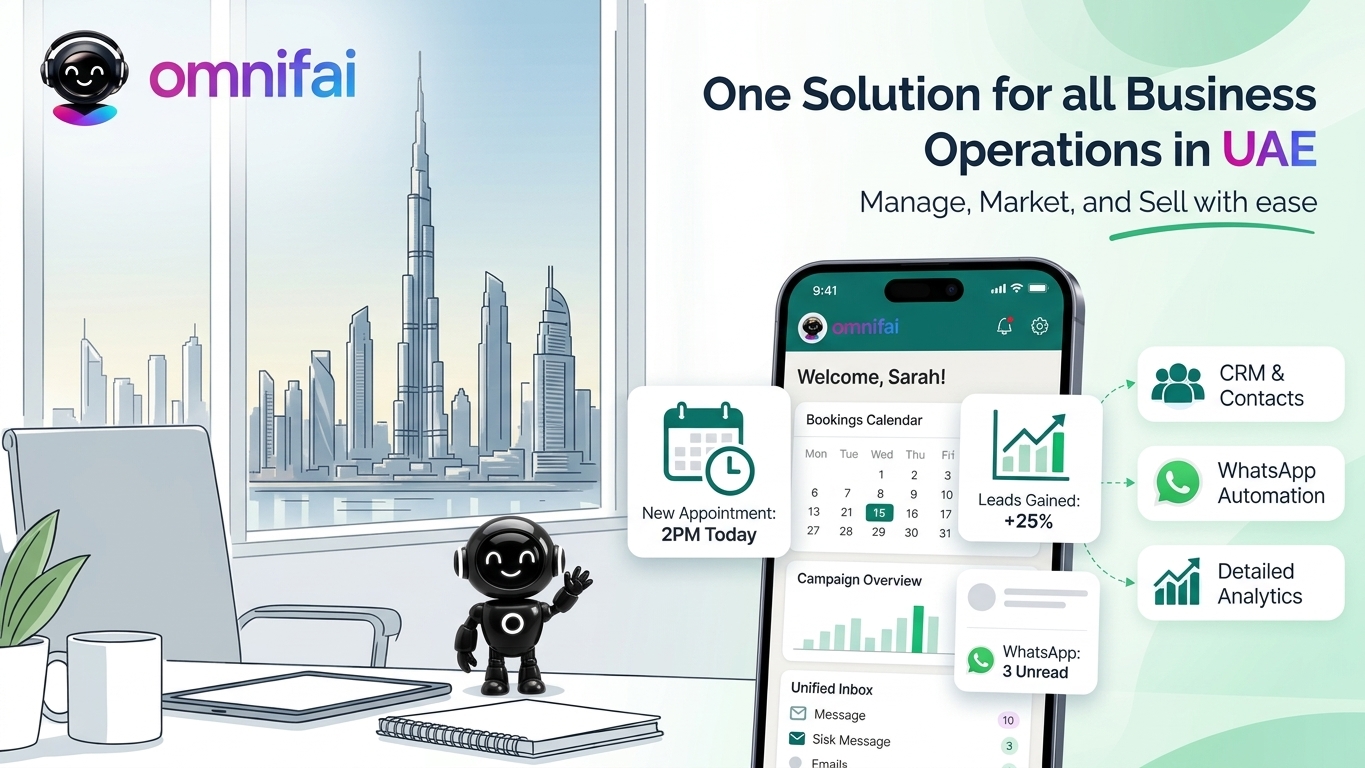 omnifai
One Solution for all Business
Operations in UAE
Manage, Market, and Sell with ease
9:41
omnifai
Welcome, Sarah!
Bookings Calendar
Mon Tue Wed Thu Fri
1 2 3
6 7 8 9 10
13 21 15 16 17
27 28 29 30 31
New Appointment:
2PM Today
Leads Gained:
+25%
CRM &
Contacts
WhatsApp
Automation
Detailed
Analytics
Campaign Overview
WhatsApp:
3 Unread
Unified Inbox
Message 10
Sisk Message 3
Emails